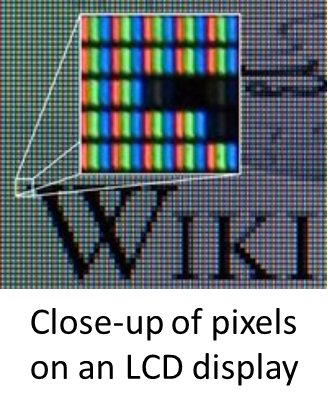 WIKI
Close-up of pixels
on an LCD display